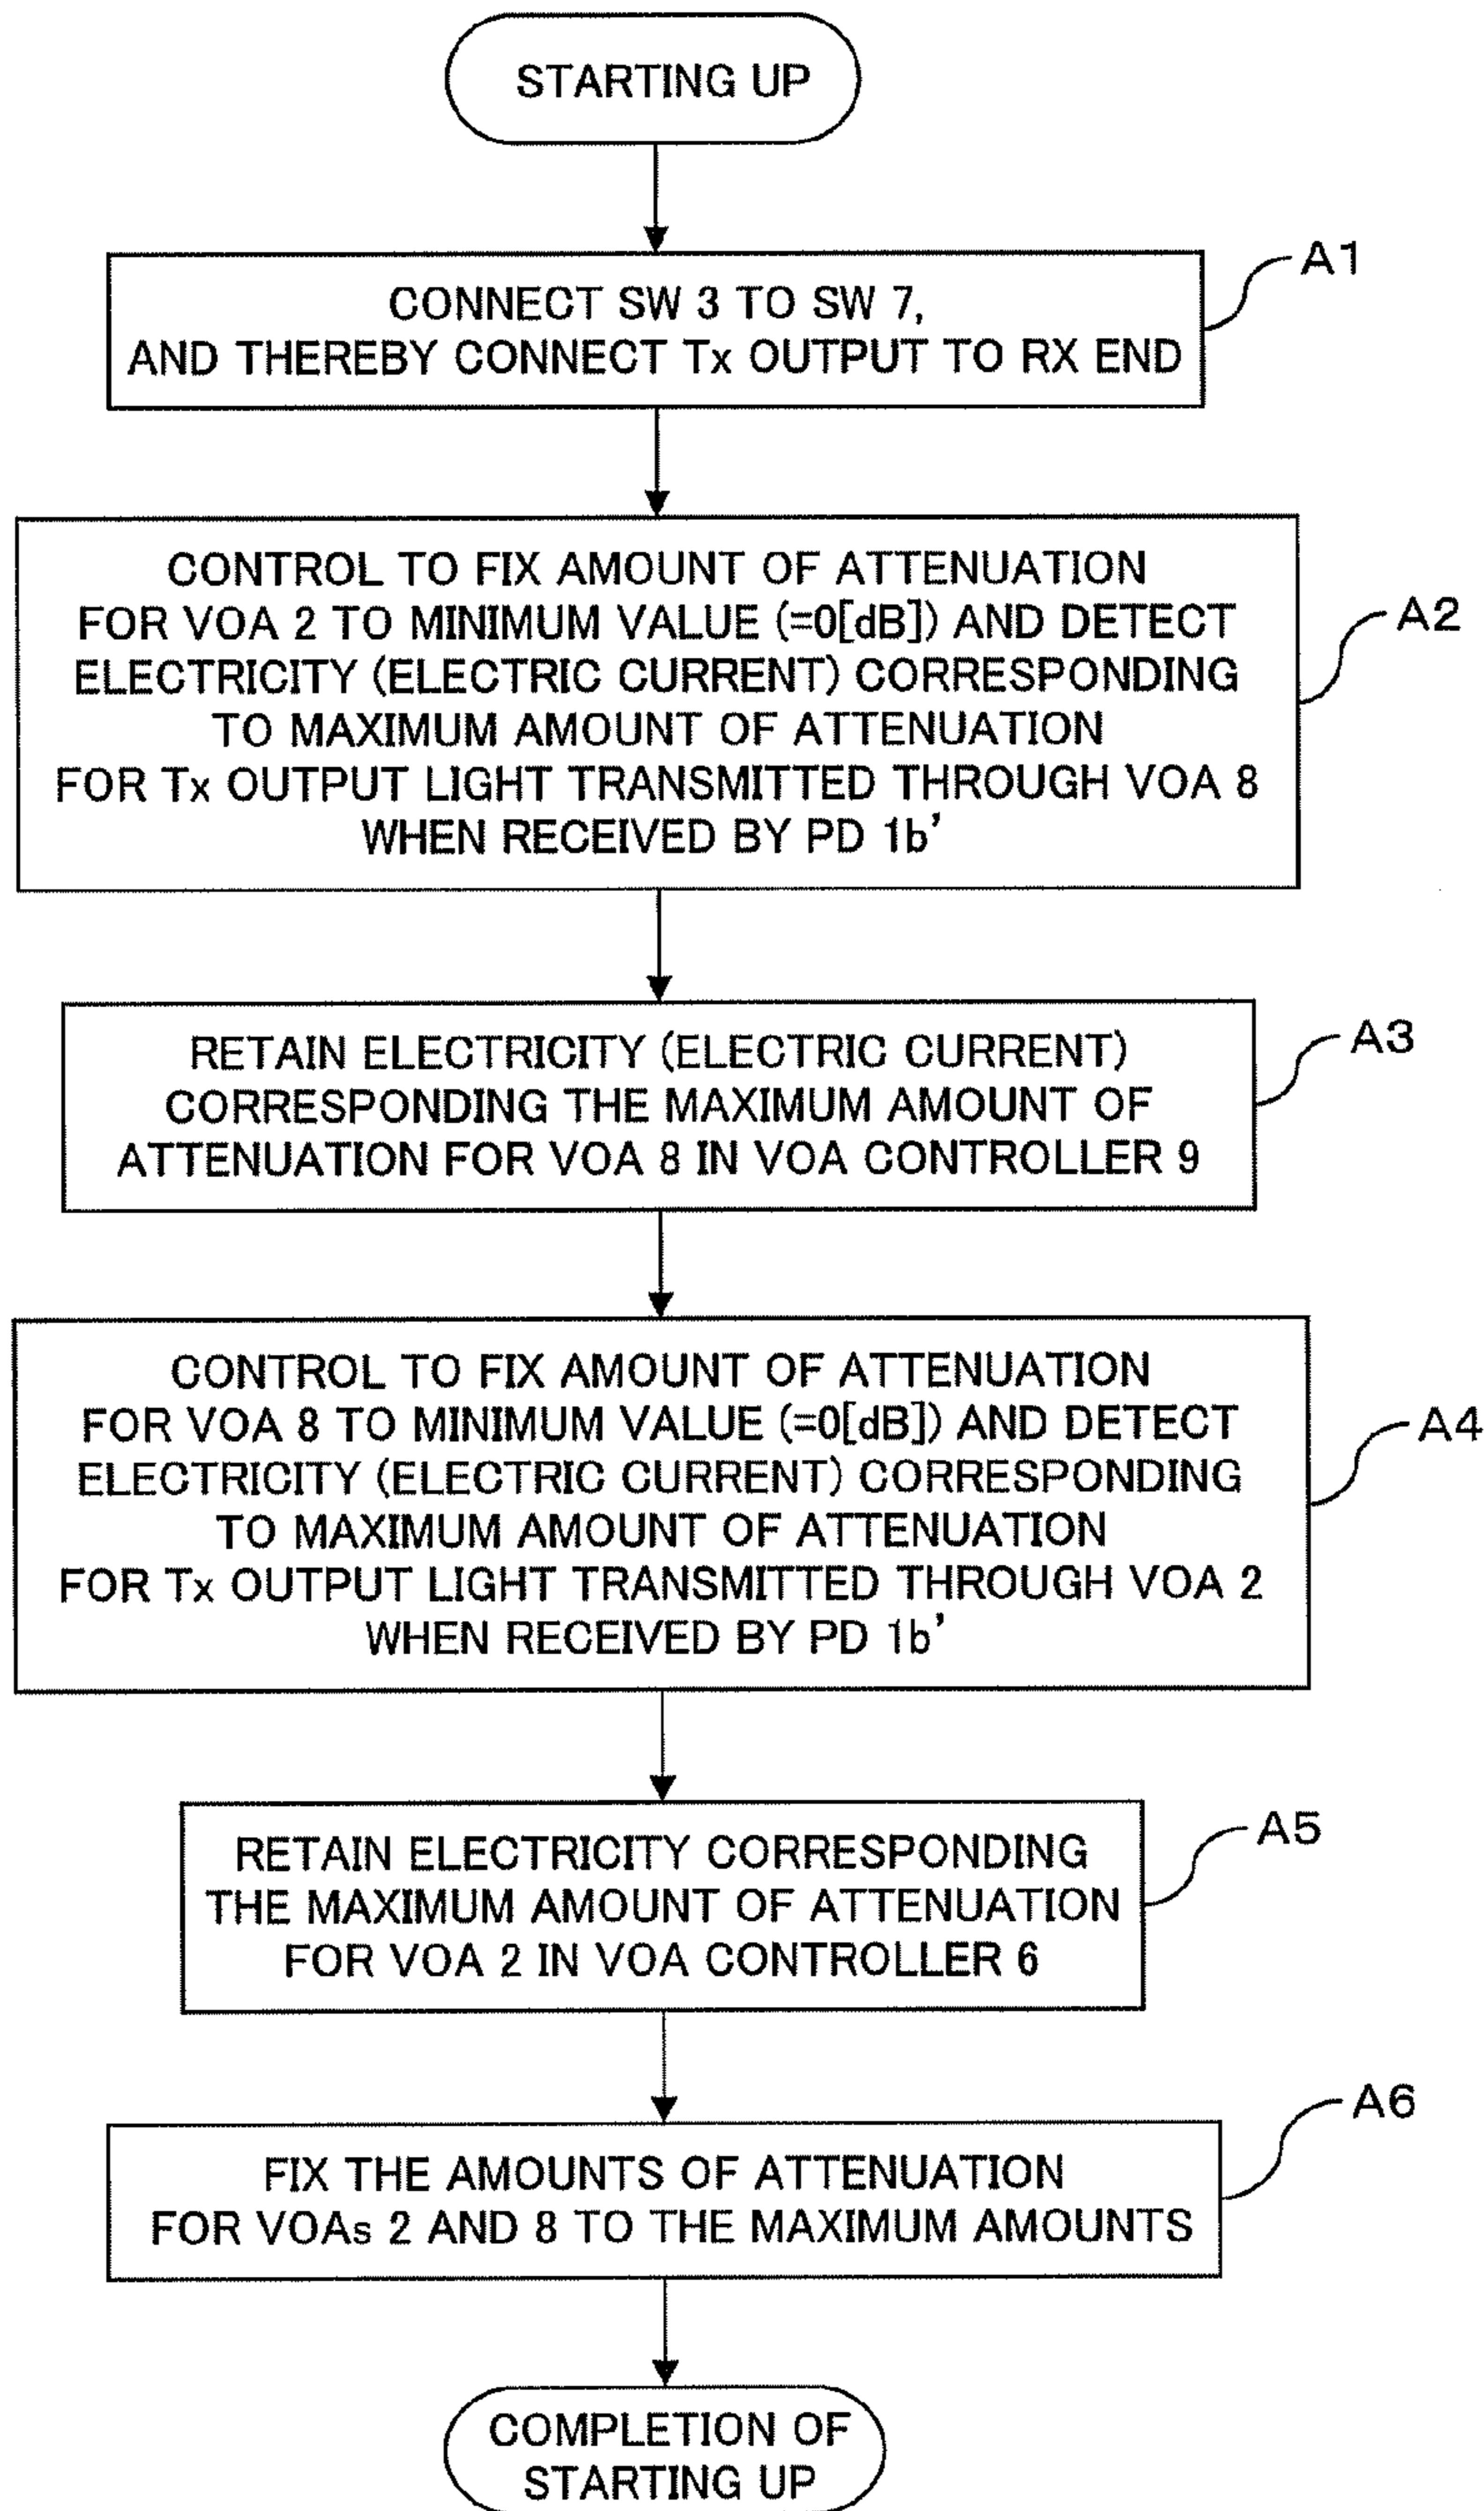 STARTING UP
A1
CONNECT SW 3 TO SW 7,
AND THEREBY CONNECT Tx OUTPUT TO RX END
A2
CONTROL TO FIX AMOUNT OF ATTENUATION
FOR VOA 2 TO MINIMUM VALUE (=0[dB]) AND DETECT
ELECTRICITY (ELECTRIC CURRENT) CORRESPONDING
TO MAXIMUM AMOUNT OF ATTENUATION
FOR Tx OUTPUT LIGHT TRANSMITTED THROUGH VOA 8
WHEN RECEIVED BY PD 1b’
A3
RETAIN ELECTRICITY (ELECTRIC CURRENT)
CORRESPONDING THE MAXIMUM AMOUNT OF
ATTENUATION FOR VOA 8 IN VOA CONTROLLER 9
A4
CONTROL TO FIX AMOUNT OF ATTENUATION
FOR VOA 8 TO MINIMUM VALUE (=0[dB]) AND DETECT
ELECTRICITY (ELECTRIC CURRENT) CORRESPONDING
TO MAXIMUM AMOUNT OF ATTENUATION
FOR Tx OUTPUT LIGHT TRANSMITTED THROUGH VOA 2
WHEN RECEIVED BY PD 1b’
A5
RETAIN ELECTRICITY CORRESPONDING
THE MAXIMUM AMOUNT OF ATTENUATION
FOR VOA 2 IN VOA CONTROLLER 6
A6
FIX THE AMOUNTS OF ATTENUATION
FOR VOAs 2 AND 8 TO THE MAXIMUM AMOUNTS
COMPLETION OF
STARTING UP